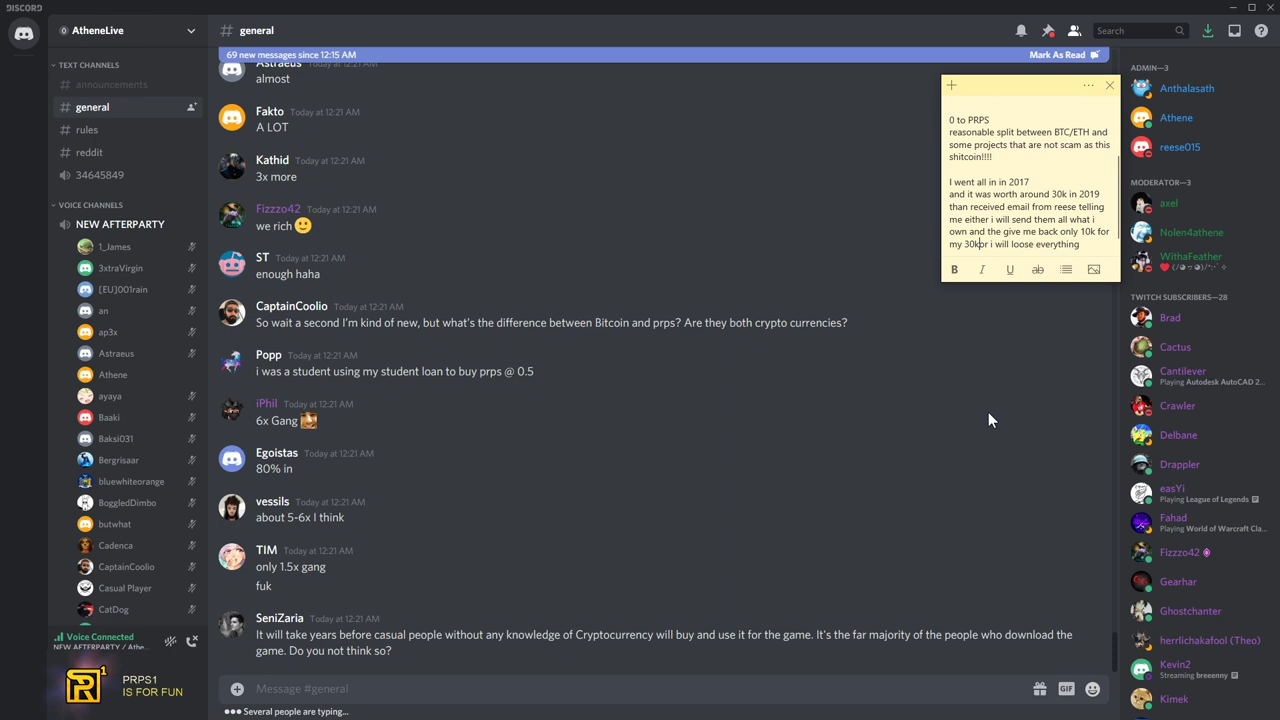 DISCORD
AtheneLive
TEXT CHANNELS
# announcements
# general
# rules
# reddit
34645849
VOICE CHANNELS
NEW AFTERPARTY
1_James
3xtraVirgin
[EU]001rain
an
ap3x
Astraeus
Athene
ayaya
Baaki
Baksi031
Bergrisaar
bluewhiteorange
BoggledDimbo
butwhat
Cadenca
CaptainCoolio
Casual Player
CatDog
Voice Connected
NEW AFTERPARTY / Athe...
PRPS1
IS FOR FUN
# general
Search
69 new messages since 12:15 AM
Mark As Read
Astraeus Today at 12:21 AM
almost
Fakto Today at 12:21 AM
A LOT
Kathid Today at 12:21 AM
3x more
Fizzzo42 Today at 12:21 AM
we rich 🙂
ST Today at 12:21 AM
enough haha
CaptainCoolio Today at 12:21 AM
So wait a second I'm kind of new, but what's the difference between Bitcoin and prps? Are they both crypto currencies?
Popp Today at 12:21 AM
i was a student using my student loan to buy prps @ 0.5
iPhil Today at 12:21 AM
6x Gang
Egoistas Today at 12:21 AM
80% in
vessils Today at 12:21 AM
about 5-6x I think
TIM Today at 12:21 AM
only 1.5x gang
fuk
SeniZaria Today at 12:21 AM
It will take years before casual people without any knowledge of Cryptocurrency will buy and use it for the game. It's the far majority of the people who download the
game. Do you not think so?
Message #general
GIF
Several people are typing...
0 to PRPS
reasonable split between BTC/ETH and
some projects that are not scam as this
shitcoin!!!!
I went all in in 2017
and it was worth around 30k in 2019
than received email from reese telling
me either i will send them all what i
own and the give me back only 10k for
my 30kor i will loose everything
B I U ab
ADMIN—3
Anthalasath
Athene
reese015
MODERATOR—3
axel
Nolen4athene
WithaFeather
TWITCH SUBSCRIBERS—28
Brad
Cactus
Cantilever
Playing Autodesk AutoCAD 2...
Crawler
Delbane
Drappler
easYi
Playing League of Legends
Fahad
Playing World of Warcraft Cla...
Fizzzo42
Gearhar
Ghostchanter
herrlichakafool (Theo)
Kevin2
Streaming breeenny
Kimek